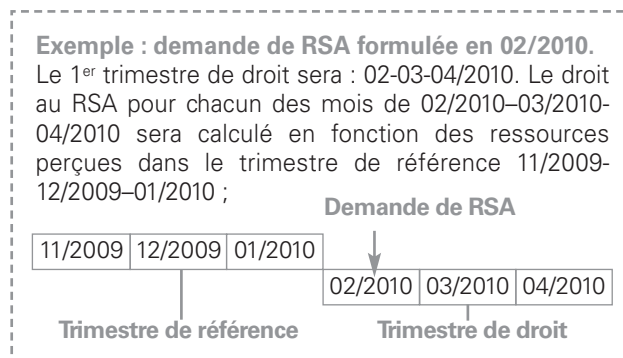 Exemple : demande de RSA formulée en 02/2010.
Le 1er trimestre de droit sera : 02-03-04/2010. Le droit
au RSA pour chacun des mois de 02/2010–03/2010-
04/2010 sera calculé en fonction des ressources
perçues dans le trimestre de référence 11/2009-
12/2009–01/2010 ;
Demande de RSA
11/2009 12/2009 01/2010
02/2010 03/2010 04/2010
Trimestre de référence Trimestre de droit